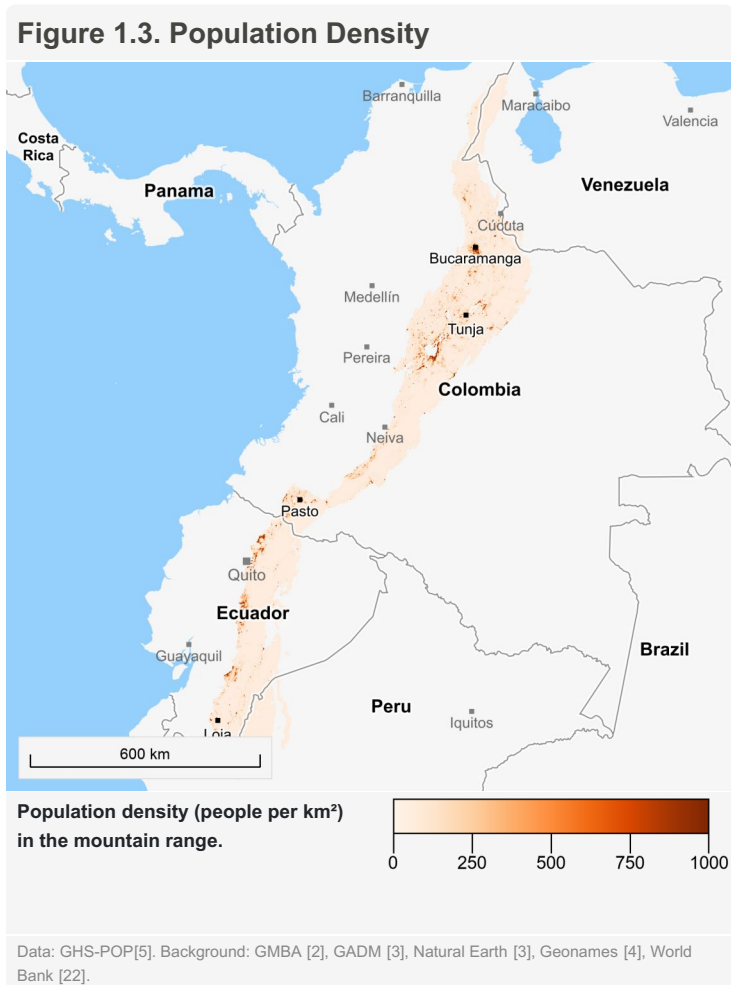 Figure 1.3. Population Density
Barranquilla
Maracaibo
Valencia
Costa
Rica
Panama
Venezuela
Cúcuta
Bucaramanga
Medellín
Tunja
Pereira
Colombia
Cali
Neiva
Pasto
Quito
Ecuador
Guayaquil
Brazil
Peru
Iquitos
Loja
600 km
Population density (people per km²)
in the mountain range.
0 250 500 750 1000
Data: GHS-POP[5]. Background: GMBA [2], GADM [3], Natural Earth [3], Geonames [4], World
Bank [22].